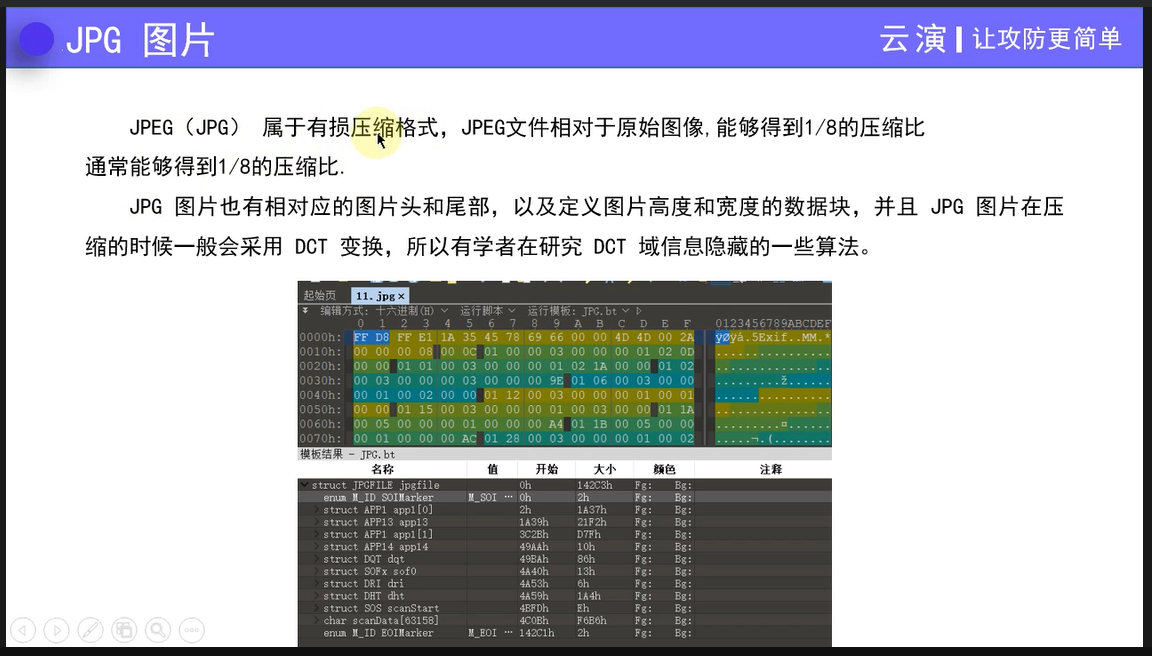 JPG 图片
云演 | 让攻防更简单
JPEG（JPG） 属于有损压缩格式，JPEG文件相对于原始图像,能够得到1/8的压缩比
通常能够得到1/8的压缩比.
JPG 图片也有相对应的图片头和尾部，以及定义图片高度和宽度的数据块，并且 JPG 图片在压
缩的时候一般会采用 DCT 变换，所以有学者在研究 DCT 域信息隐藏的一些算法。
起始页 11.jpg ×
编辑方式: 十六进制(H) 运行脚本 运行模板: JPG.bt
0 1 2 3 4 5 6 7 8 9 A B C D E F 0123456789ABCDEF
0000h: FF D8 FF E1 1A 35 45 78 69 66 00 00 4D 4D 00 2A ÿØÿá.5Exif..MM.*
0010h: 00 00 00 08 00 0C 01 00 00 03 00 00 00 01 02 0D ................
0020h: 00 00 01 01 00 03 00 00 00 01 02 1A 00 00 01 02 ................
0030h: 00 03 00 00 00 03 00 00 00 9E 01 06 00 03 00 00 .........ž......
0040h: 00 01 00 02 00 00 01 12 00 03 00 00 00 01 00 01 ................
0050h: 00 00 01 15 00 03 00 00 00 01 00 03 00 00 01 1A ................
0060h: 00 05 00 00 00 01 00 00 00 A4 01 1B 00 05 00 00 .........¤......
0070h: 00 01 00 00 00 AC 01 28 00 03 00 00 00 01 00 02 .....¬.(........
模板结果 - JPG.bt
名称 值 开始 大小 颜色 注释
struct JPGFILE jpgfile 0h 142C3h Fg: Bg:
enum M_ID SOIMarker M_SOI ··· 0h 2h Fg: Bg:
struct APP1 app1[0] 2h 1A37h Fg: Bg:
struct APP13 app13 1A39h 21F2h Fg: Bg:
struct APP1 app1[1] 3C2Bh D7Fh Fg: Bg:
struct APP14 app14 49AAh 10h Fg: Bg:
struct DQT dqt 49BAh 86h Fg: Bg:
struct SOFx sof0 4A40h 13h Fg: Bg:
struct DRI dri 4A53h 6h Fg: Bg:
struct DHT dht 4A59h 1A4h Fg: Bg:
struct SOS scanStart 4BFDh Eh Fg: Bg:
char scanData[63158] 4C0Bh F6B6h Fg: Bg:
enum M_ID EOIMarker M_EOI ··· 142C1h 2h Fg: Bg: